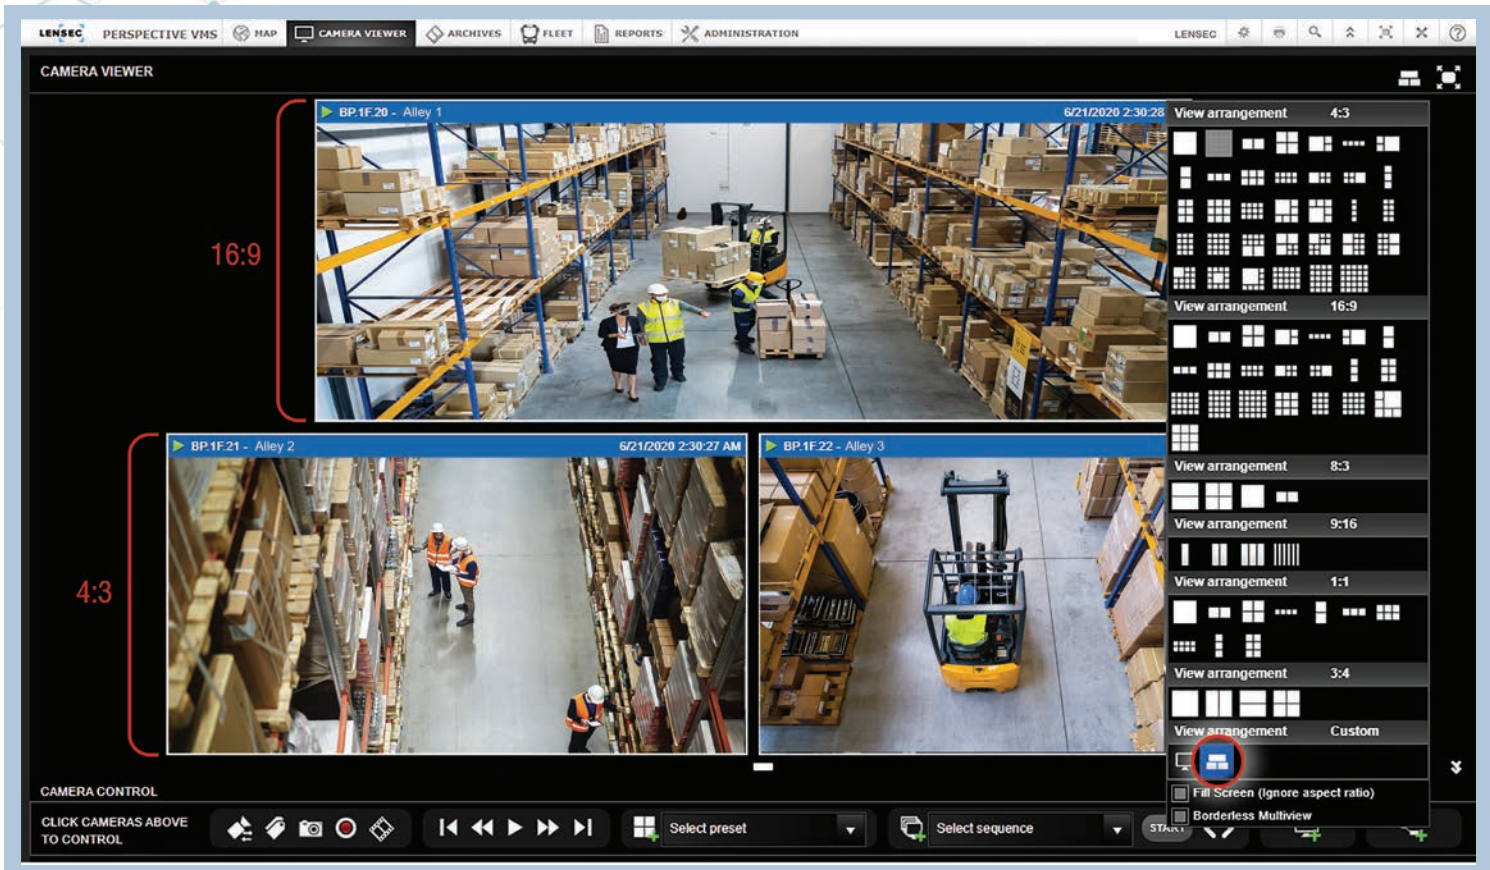 LENSEC PERSPECTIVE VMS MAP CAMERA VIEWER ARCHIVES FLEET REPORTS ADMINISTRATION LENSEC
CAMERA VIEWER
BP.1F.20 - Alley 1 6/21/2020 2:30:28
16:9
BP.1F.21 - Alley 2 6/21/2020 2:30:27 AM
BP.1F.22 - Alley 3
4:3
View arrangement 4:3
View arrangement 16:9
View arrangement 8:3
View arrangement 9:16
View arrangement 1:1
View arrangement 3:4
View arrangement Custom
Fill Screen (Ignore aspect ratio)
Borderless Multiview
CAMERA CONTROL
CLICK CAMERAS ABOVE
TO CONTROL
Select preset
Select sequence
START